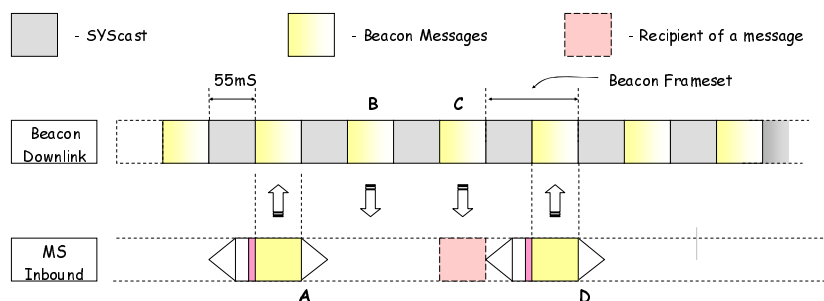 - SYScast
- Beacon Messages
- Recipient of a message
55mS
Beacon Frameset
B
C
Beacon
Downlink
MS
Inbound
A
D